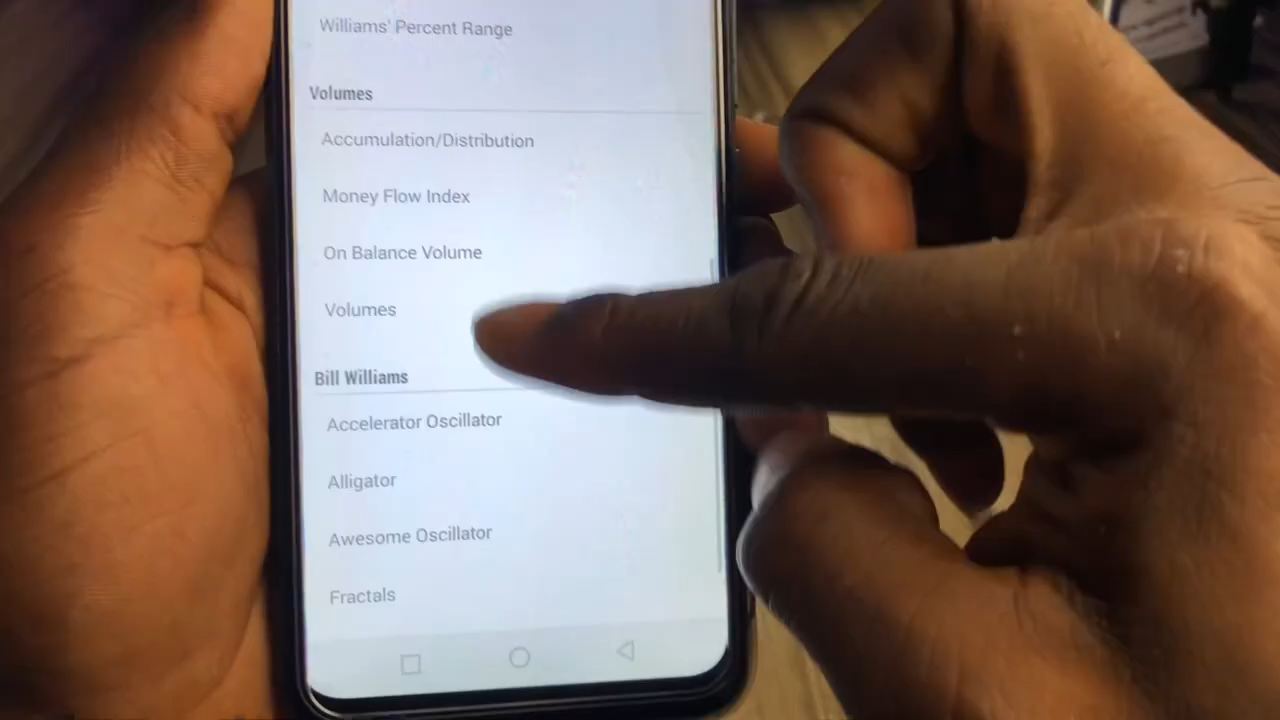 Williams' Percent Range
Volumes
Accumulation/Distribution
Money Flow Index
On Balance Volume
Volumes
Bill Williams
Accelerator Oscillator
Alligator
Awesome Oscillator
Fractals